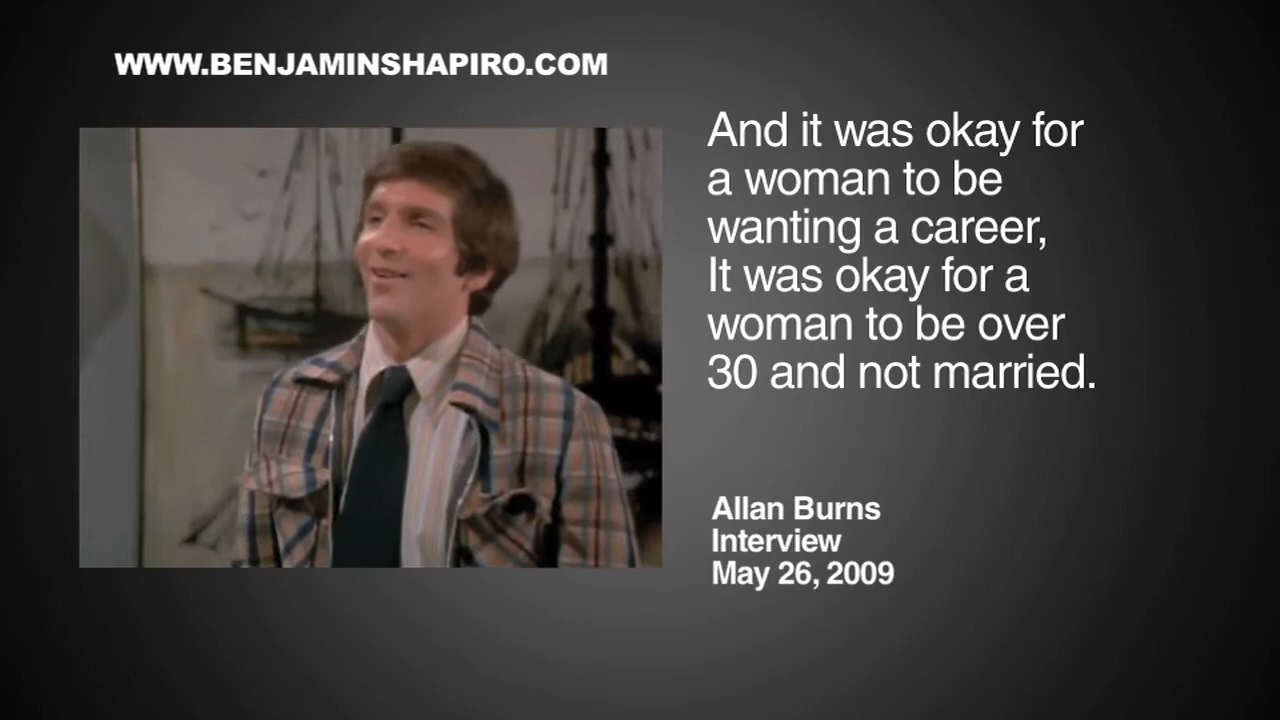 WWW.BENJAMINSHAPIRO.COM
And it was okay for
a woman to be
wanting a career,
It was okay for a
woman to be over
30 and not married.
Allan Burns
Interview
May 26, 2009